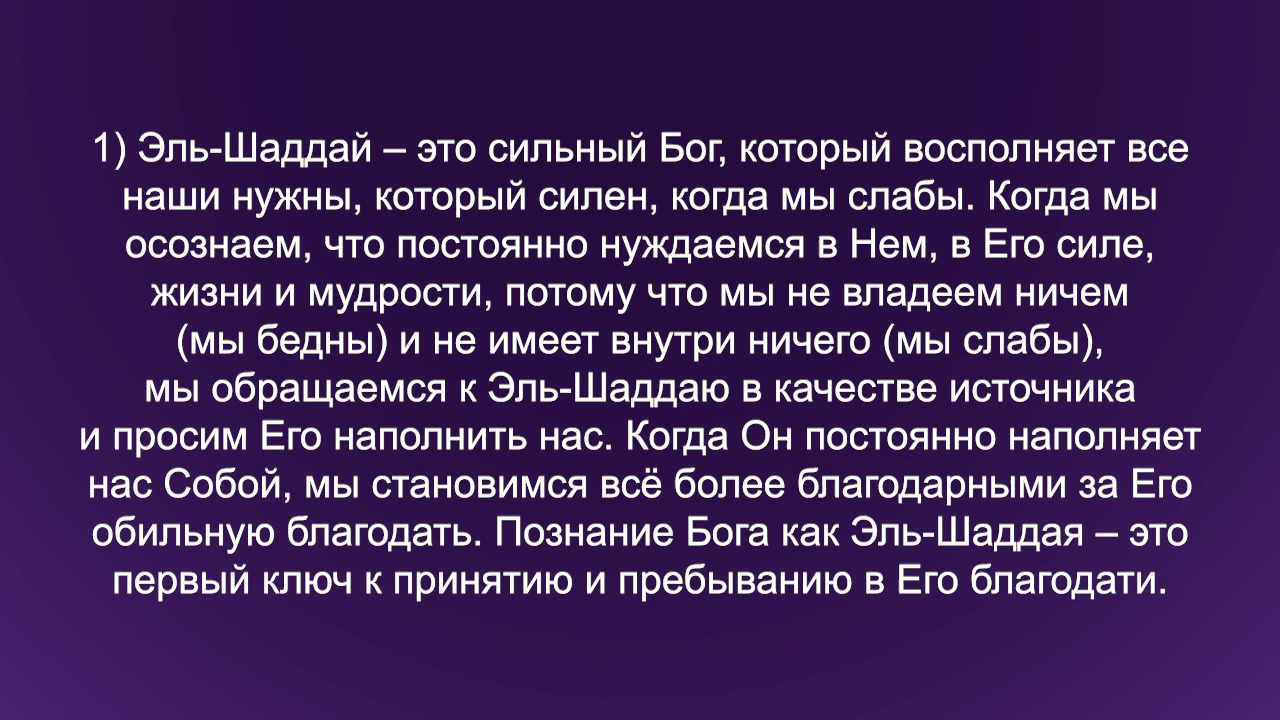 1) Эль-Шаддай – это сильный Бог, который восполняет все
наши нужны, который силен, когда мы слабы. Когда мы
осознаем, что постоянно нуждаемся в Нем, в Его силе,
жизни и мудрости, потому что мы не владеем ничем
(мы бедны) и не имеет внутри ничего (мы слабы),
мы обращаемся к Эль-Шаддаю в качестве источника
и просим Его наполнить нас. Когда Он постоянно наполняет
нас Собой, мы становимся всё более благодарными за Его
обильную благодать. Познание Бога как Эль-Шаддая – это
первый ключ к принятию и пребыванию в Его благодати.